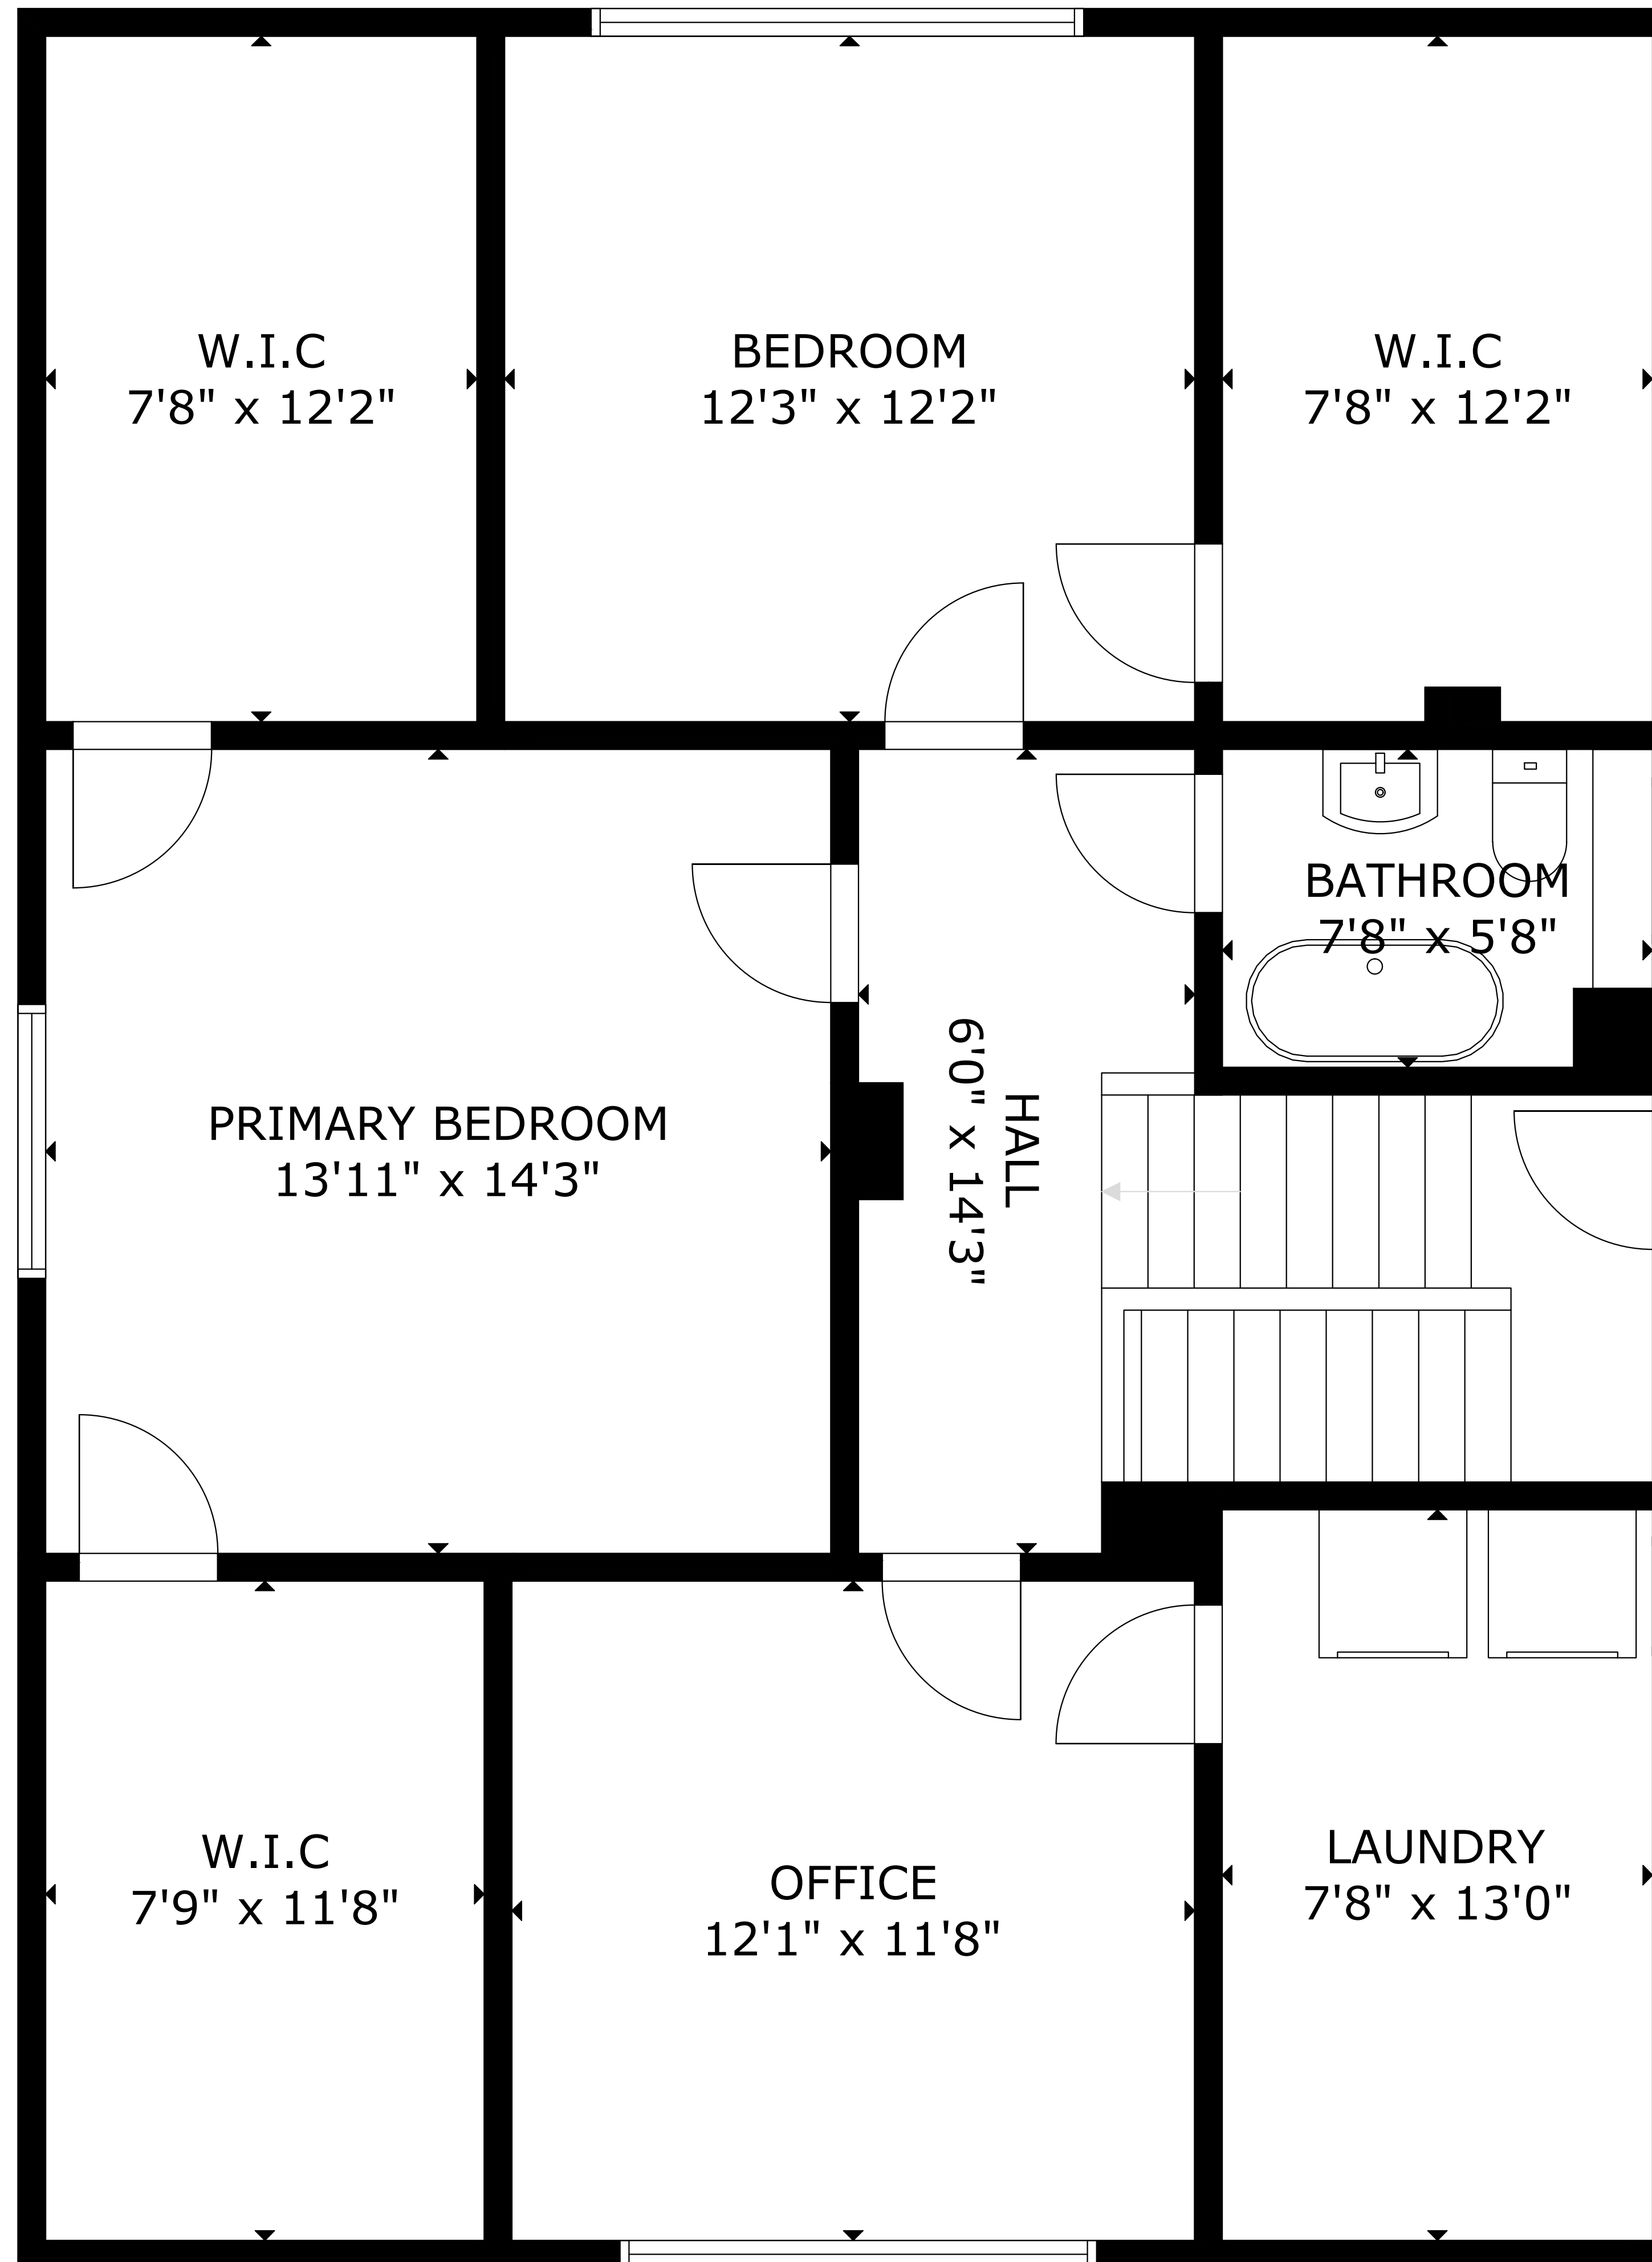 W.I.C
7'8" x 12'2"
BEDROOM
12'3" x 12'2"
W.I.C
7'8" x 12'2"
BATHROOM
7'8" x 5'8"
PRIMARY BEDROOM
13'11" x 14'3"
HALL
6'0" x 14'3"
W.I.C
7'9" x 11'8"
OFFICE
12'1" x 11'8"
LAUNDRY
7'8" x 13'0"